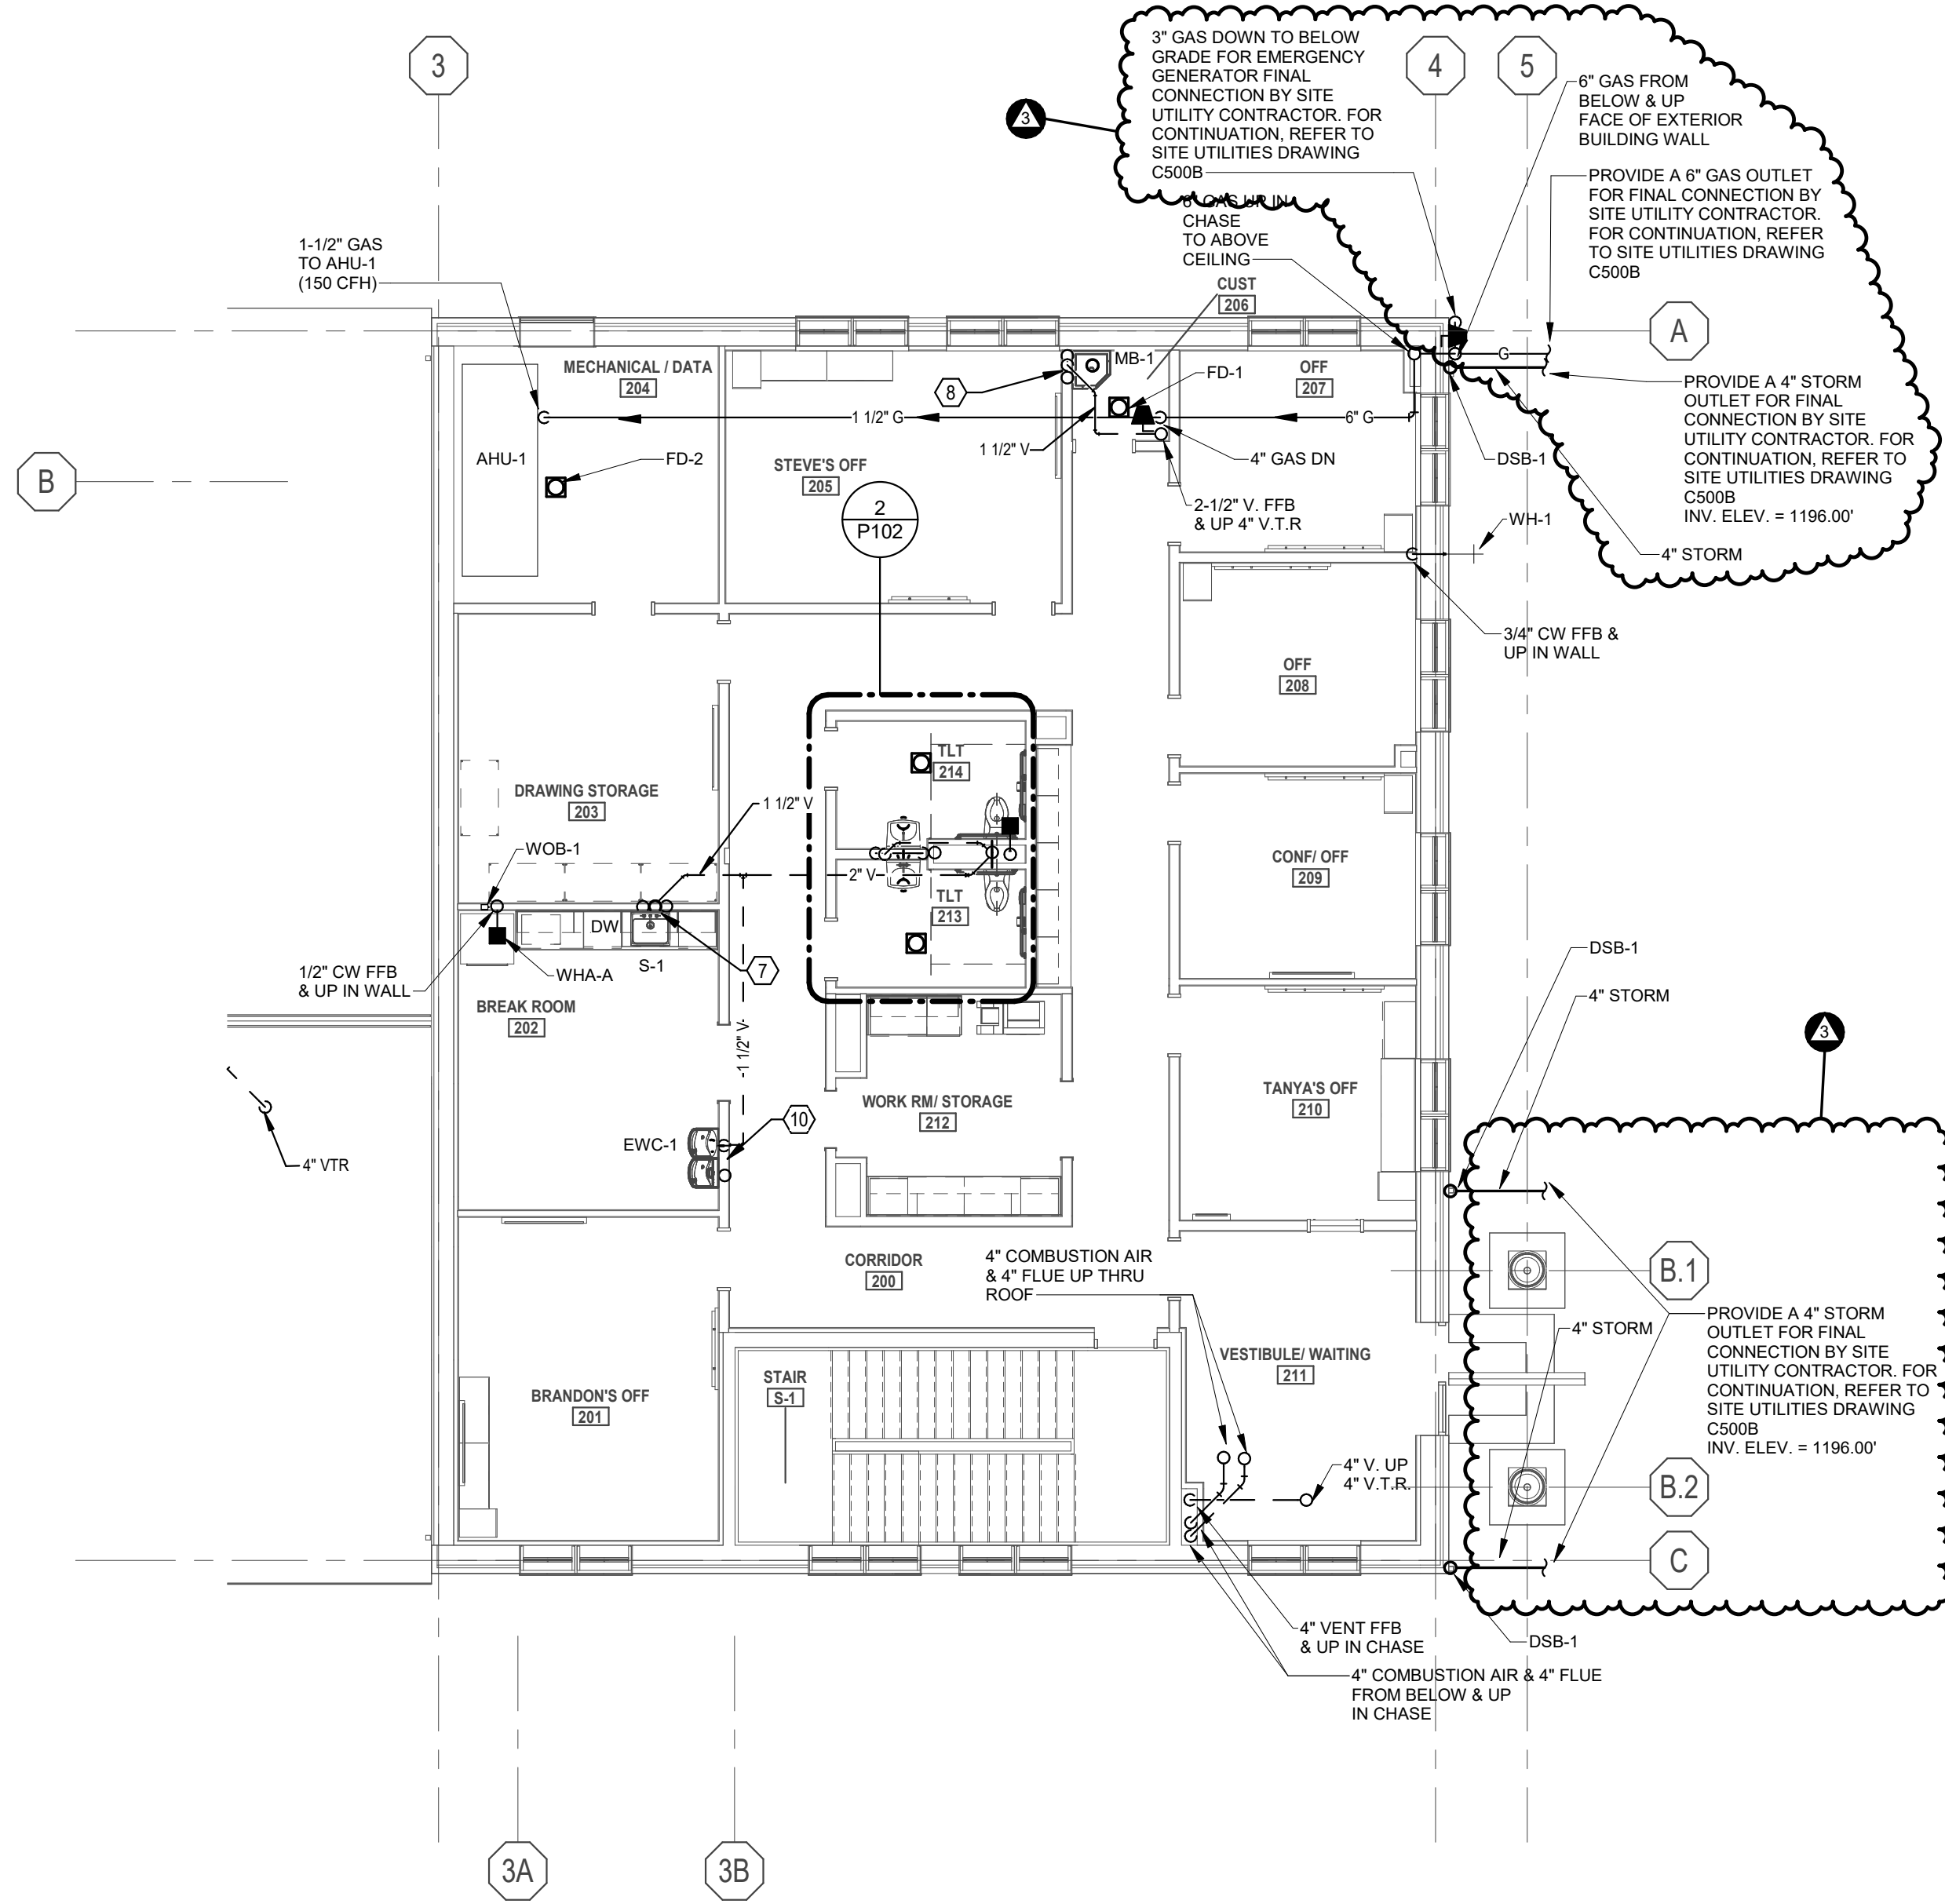 3
4
5
3" GAS DOWN TO BELOW
GRADE FOR EMERGENCY
GENERATOR FINAL
CONNECTION BY SITE
UTILITY CONTRACTOR. FOR
CONTINUATION, REFER TO
SITE UTILITIES DRAWING
C500B
3
6" GAS FROM
BELOW & UP
FACE OF EXTERIOR
BUILDING WALL
PROVIDE A 6" GAS OUTLET
FOR FINAL CONNECTION BY
SITE UTILITY CONTRACTOR.
FOR CONTINUATION, REFER
TO SITE UTILITIES DRAWING
C500B
6" GAS UP IN
CHASE
TO ABOVE
CEILING
1-1/2" GAS
TO AHU-1
(150 CFH)
CUST
206
A
G
MECHANICAL / DATA
204
MB-1
FD-1
OFF
207
8
1 1/2" G
6" G
PROVIDE A 4" STORM
OUTLET FOR FINAL
CONNECTION BY SITE
UTILITY CONTRACTOR. FOR
CONTINUATION, REFER TO
SITE UTILITIES DRAWING
C500B
INV. ELEV. = 1196.00'
B
AHU-1
FD-2
STEVE'S OFF
205
1 1/2" V
4" GAS DN
DSB-1
2
P102
2-1/2" V. FFB
& UP 4" V.T.R
WH-1
4" STORM
3/4" CW FFB &
UP IN WALL
OFF
208
TLT
214
DRAWING STORAGE
203
1 1/2" V
WOB-1
2" V
CONF/ OFF
209
TLT
213
DW
S-1
7
WHA-A
1/2" CW FFB
& UP IN WALL
BREAK ROOM
202
DSB-1
4" STORM
3
1 1/2" V
WORK RM/ STORAGE
212
TANYA'S OFF
210
10
EWC-1
4" VTR
CORRIDOR
200
4" COMBUSTION AIR
& 4" FLUE UP THRU
ROOF
B.1
PROVIDE A 4" STORM
OUTLET FOR FINAL
CONNECTION BY SITE
UTILITY CONTRACTOR. FOR
CONTINUATION, REFER TO
SITE UTILITIES DRAWING
C500B
INV. ELEV. = 1196.00'
4" STORM
VESTIBULE/ WAITING
211
STAIR
S-1
BRANDON'S OFF
201
4" V. UP
4" V.T.R.
B.2
C
4" VENT FFB
& UP IN CHASE
DSB-1
4" COMBUSTION AIR & 4" FLUE
FROM BELOW & UP
IN CHASE
3A
3B